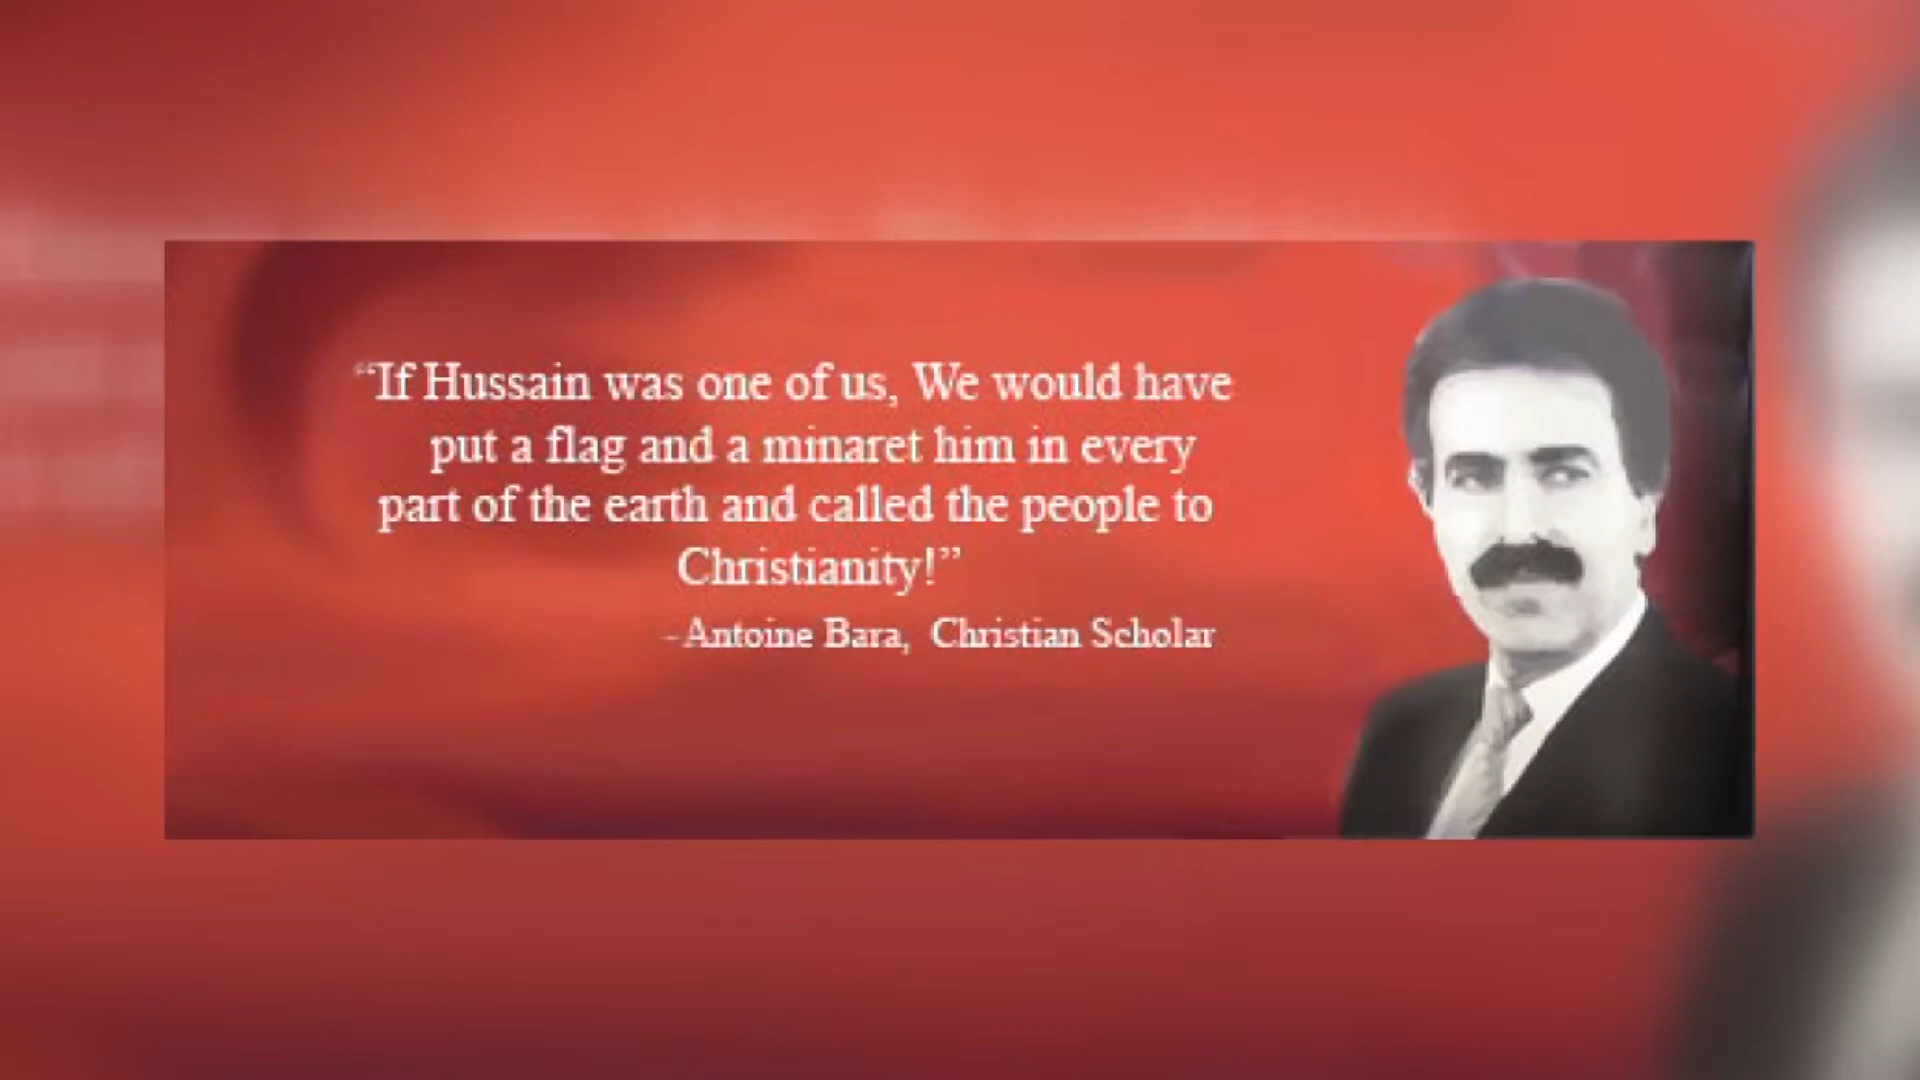 “If Hussain was one of us, We would have
put a flag and a minaret him in every
part of the earth and called the people to
Christianity!”
-Antoine Bara, Christian Scholar